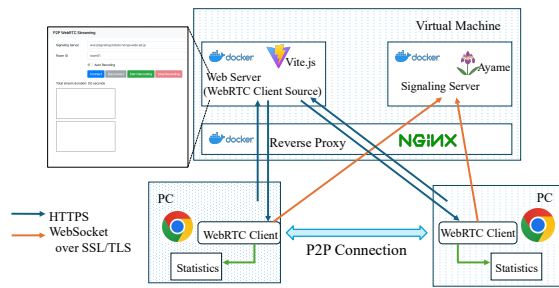 P2P WebRTC Streaming
Signaling Server
Room ID
room1
Auto Recording
Connect
Disconnect
Start Recording
Stop Recording
Total stream duration: 00 seconds
Virtual Machine
docker
Vite.js
Web Server
(WebRTC Client Source)
docker
Ayame
Signaling Server
docker
Reverse Proxy
NGINX
PC
WebRTC Client
Statistics
P2P Connection
PC
WebRTC Client
Statistics
HTTPS
WebSocket
over SSL/TLS